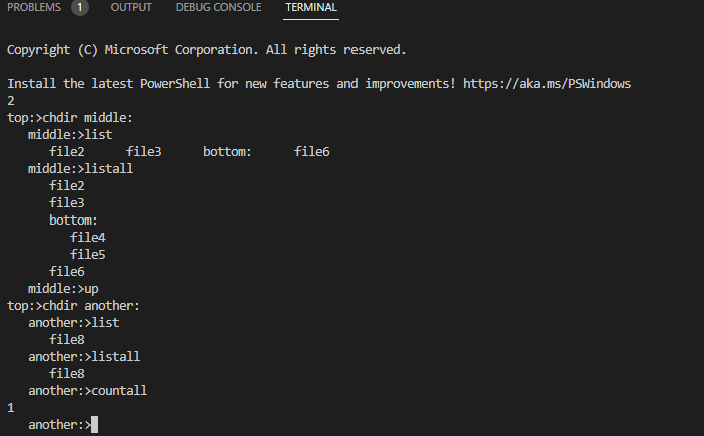 PROBLEMS 1 OUTPUT DEBUG CONSOLE TERMINAL
Copyright (C) Microsoft Corporation. All rights reserved.
Install the latest PowerShell for new features and improvements! https://aka.ms/PSWindows
2
top:>chdir middle:
middle:>list
file2 file3 bottom: file6
middle:>listall
file2
file3
bottom:
file4
file5
file6
middle:>up
top:>chdir another:
another:>list
file8
another:>listall
file8
another:>countall
1
another:>